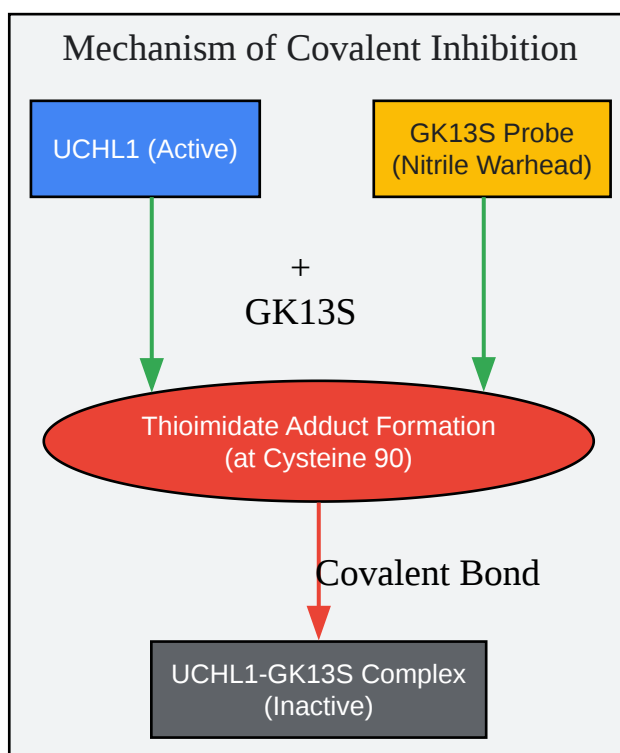 Mechanism of Covalent Inhibition
UCHL1 (Active)
GK13S Probe
(Nitrile Warhead)
+
GK13S
Thioimidate Adduct Formation
(at Cysteine 90)
Covalent Bond
UCHL1-GK13S Complex
(Inactive)